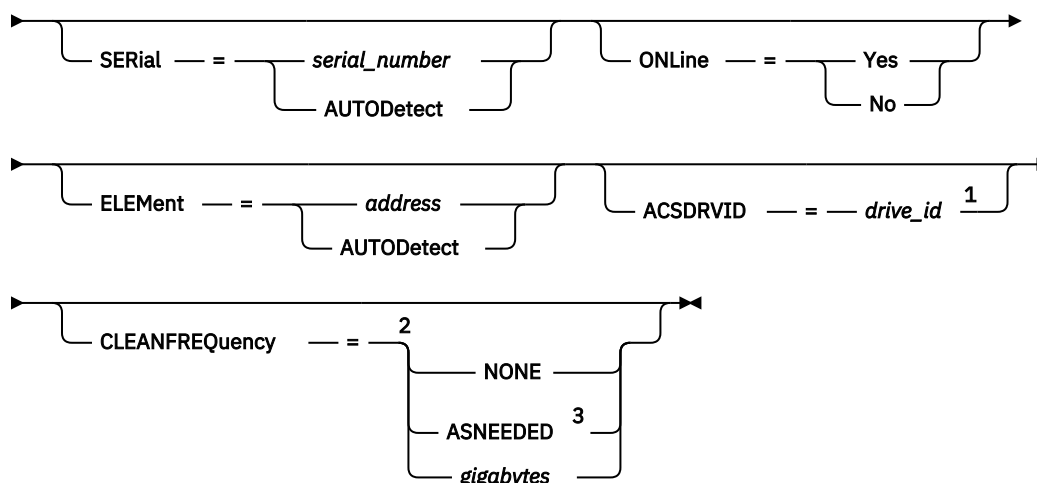 SERial = serial_number
AUTODetect
ONLine = Yes
No
ELEMent = address
AUTODetect
ACSDRVID = drive_id 1
CLEANFREQuency = 2
NONE
ASNEEDED 3
gigabytes